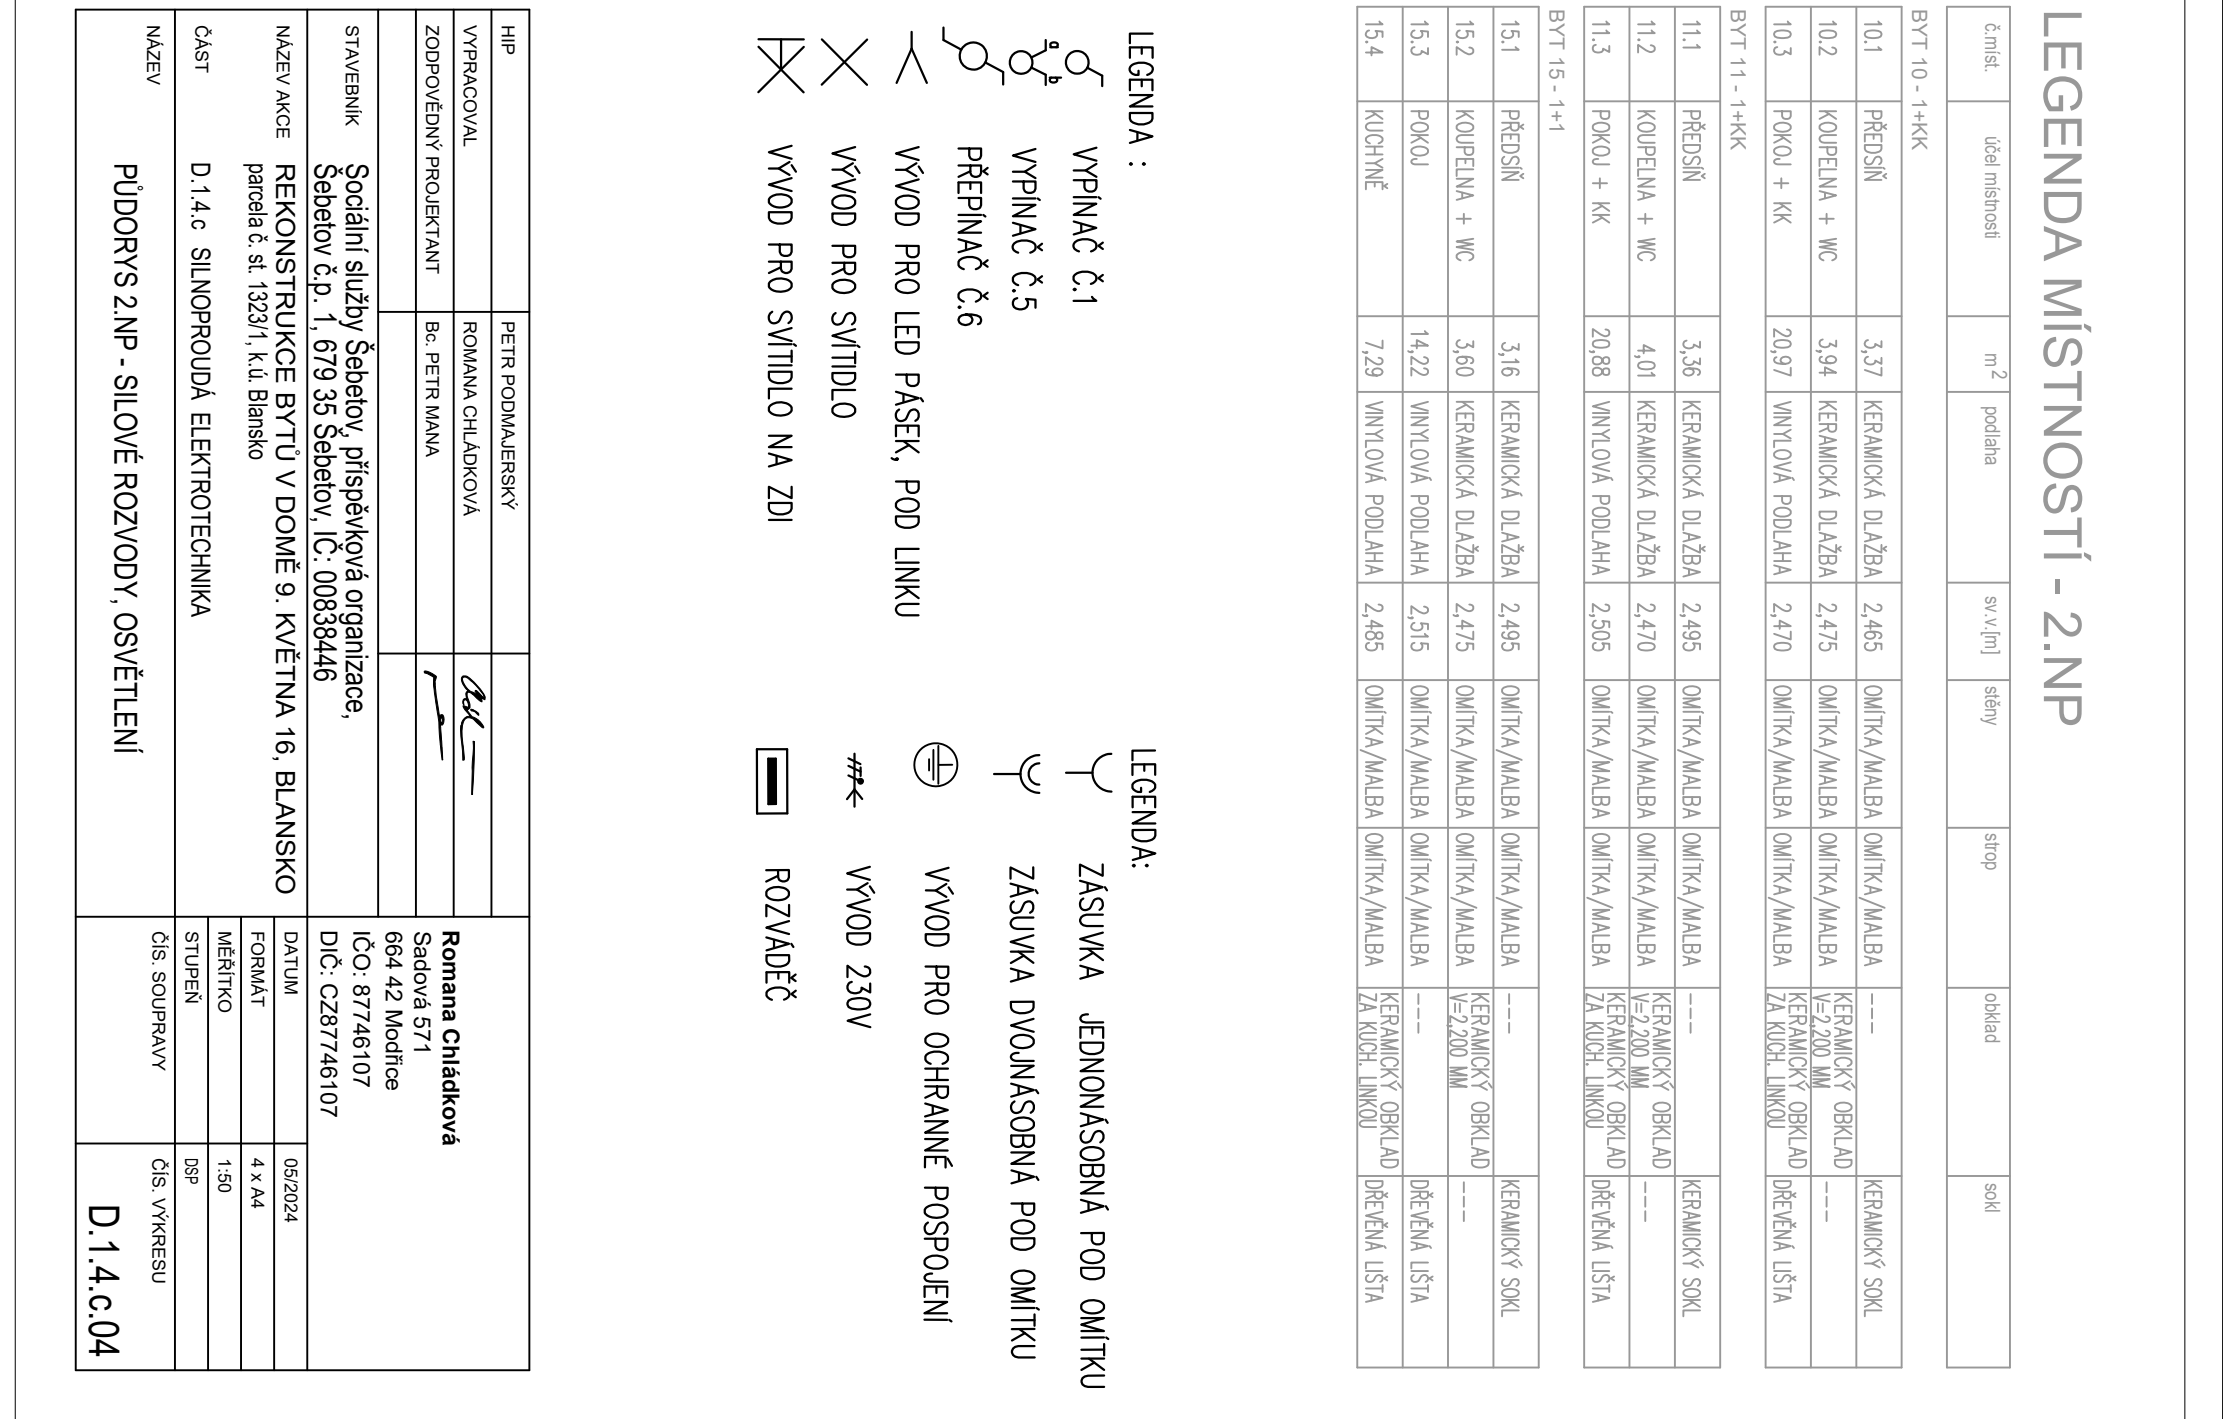 LEGENDA MÍSTNOSTÍ - 2.NP
č.míst. účel místnosti m2 podlaha sv.v.[m] stěny strop obklad sokl
BYT 10 - 1+KK
10.1 PŘEDSÍŇ 3,37 KERAMICKÁ DLAŽBA 2,465 OMÍTKA/MALBA OMÍTKA/MALBA --- KERAMICKÝ SOKL
10.2 KOUPELNA + WC 3,94 KERAMICKÁ DLAŽBA 2,475 OMÍTKA/MALBA OMÍTKA/MALBA KERAMICKÝ OBKLAD V=2,200 MM ---
10.3 POKOJ + KK 20,97 VINYLOVÁ PODLAHA 2,470 OMÍTKA/MALBA OMÍTKA/MALBA KERAMICKÝ OBKLAD ZA KUCH. LINKOU DŘEVĚNÁ LIŠTA
BYT 11 - 1+KK
11.1 PŘEDSÍŇ 3,36 KERAMICKÁ DLAŽBA 2,495 OMÍTKA/MALBA OMÍTKA/MALBA --- KERAMICKÝ SOKL
11.2 KOUPELNA + WC 4,01 KERAMICKÁ DLAŽBA 2,470 OMÍTKA/MALBA OMÍTKA/MALBA KERAMICKÝ OBKLAD V=2,200 MM ---
11.3 POKOJ + KK 20,88 VINYLOVÁ PODLAHA 2,505 OMÍTKA/MALBA OMÍTKA/MALBA KERAMICKÝ OBKLAD ZA KUCH. LINKOU DŘEVĚNÁ LIŠTA
BYT 15 - 1+1
15.1 PŘEDSÍŇ 3,16 KERAMICKÁ DLAŽBA 2,495 OMÍTKA/MALBA OMÍTKA/MALBA --- KERAMICKÝ SOKL
15.2 KOUPELNA + WC 3,60 KERAMICKÁ DLAŽBA 2,475 OMÍTKA/MALBA OMÍTKA/MALBA KERAMICKÝ OBKLAD V=2,200 MM ---
15.3 POKOJ 14,22 VINYLOVÁ PODLAHA 2,515 OMÍTKA/MALBA OMÍTKA/MALBA --- DŘEVĚNÁ LIŠTA
15.4 KUCHYNĚ 7,29 VINYLOVÁ PODLAHA 2,485 OMÍTKA/MALBA OMÍTKA/MALBA KERAMICKÝ OBKLAD ZA KUCH. LINKOU DŘEVĚNÁ LIŠTA
LEGENDA :
VYPÍNAČ Č.1
a b VYPÍNAČ Č.5
PŘEPÍNAČ Č.6
VÝVOD PRO LED PÁSEK, POD LINKU
VÝVOD PRO SVÍTIDLO
VÝVOD PRO SVÍTIDLO NA ZDI
LEGENDA:
ZÁSUVKA JEDNONÁSOBNÁ POD OMÍTKU
ZÁSUVKA DVOJNÁSOBNÁ POD OMÍTKU
VÝVOD PRO OCHRANNÉ POSPOJENÍ
VÝVOD 230V
ROZVÁDĚČ
HIP PETR PODMAJERSKÝ
VYPRACOVAL ROMANA CHLÁDKOVÁ
ZODPOVĚDNÝ PROJEKTANT Bc. PETR MANA
STAVEBNÍK Sociální služby Šebetov, příspěvková organizace,
Šebetov č.p. 1, 679 35 Šebetov, IČ: 00838446
NÁZEV AKCE REKONSTRUKCE BYTŮ V DOMĚ 9. KVĚTNA 16, BLANSKO
parcela č. st. 1323/1, k.ú. Blansko
ČÁST D.1.4.c SILNOPROUDÁ ELEKTROTECHNIKA
NÁZEV
PŮDORYS 2.NP - SILOVÉ ROZVODY, OSVĚTLENÍ
Romana Chládková
Sadová 571
664 42 Modřice
IČO: 87746107
DIČ: CZ87746107
DATUM 05/2024
FORMÁT 4 x A4
MĚŘÍTKO 1:50
STUPEŇ DSP
ČÍS. SOUPRAVY ČÍS. VÝKRESU
D.1.4.c.04